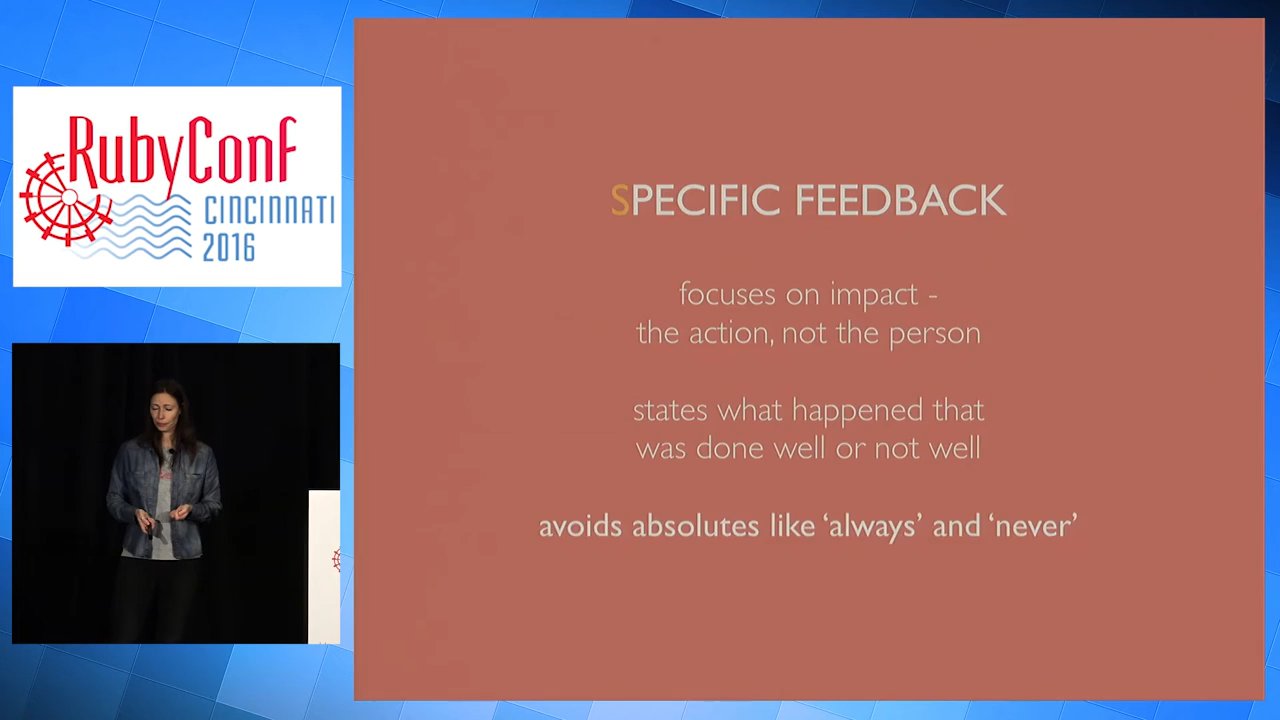 RubyConf
CINCINNATI
2016
SPECIFIC FEEDBACK
focuses on impact -
the action, not the person
states what happened that
was done well or not well
avoids absolutes like ‘always’ and ‘never’